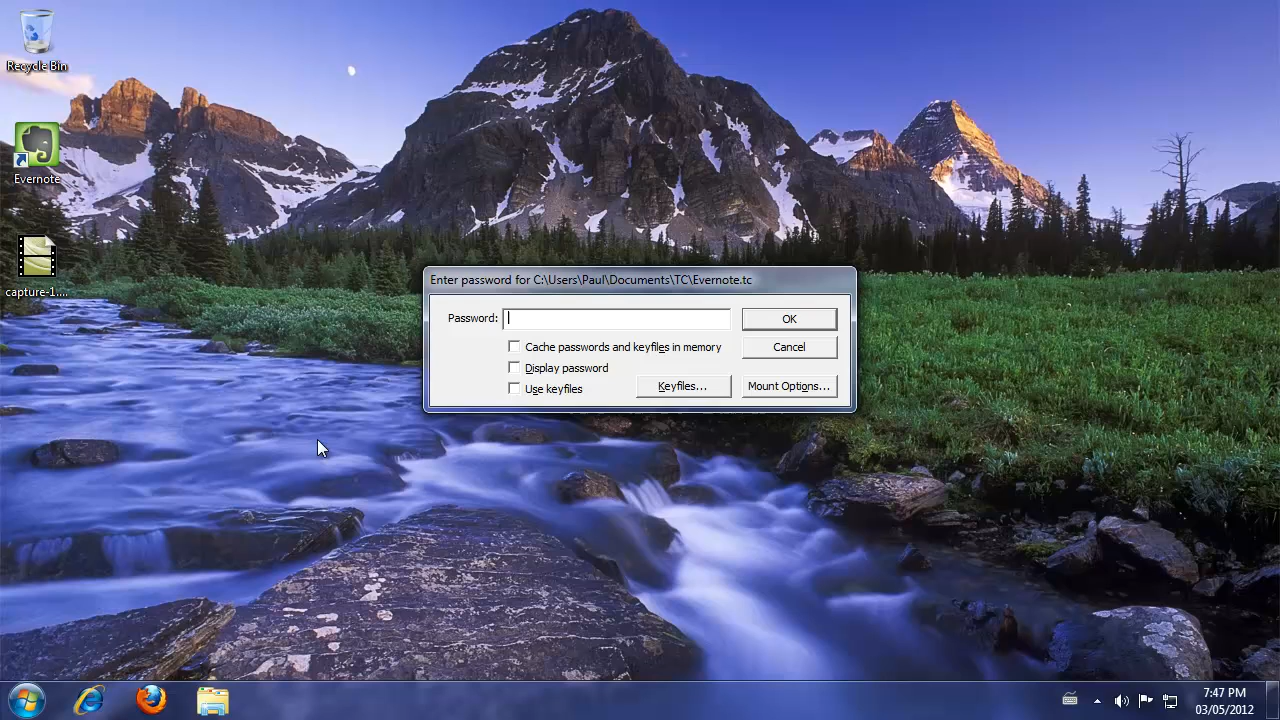 Recycle Bin
Evernote
capture-1....
Enter password for C:\Users\Paul\Documents\TC\Evernote.tc
Password:
OK
Cache passwords and keyfiles in memory
Cancel
Display password
Use keyfiles
Keyfiles...
Mount Options...
7:47 PM
03/05/2012